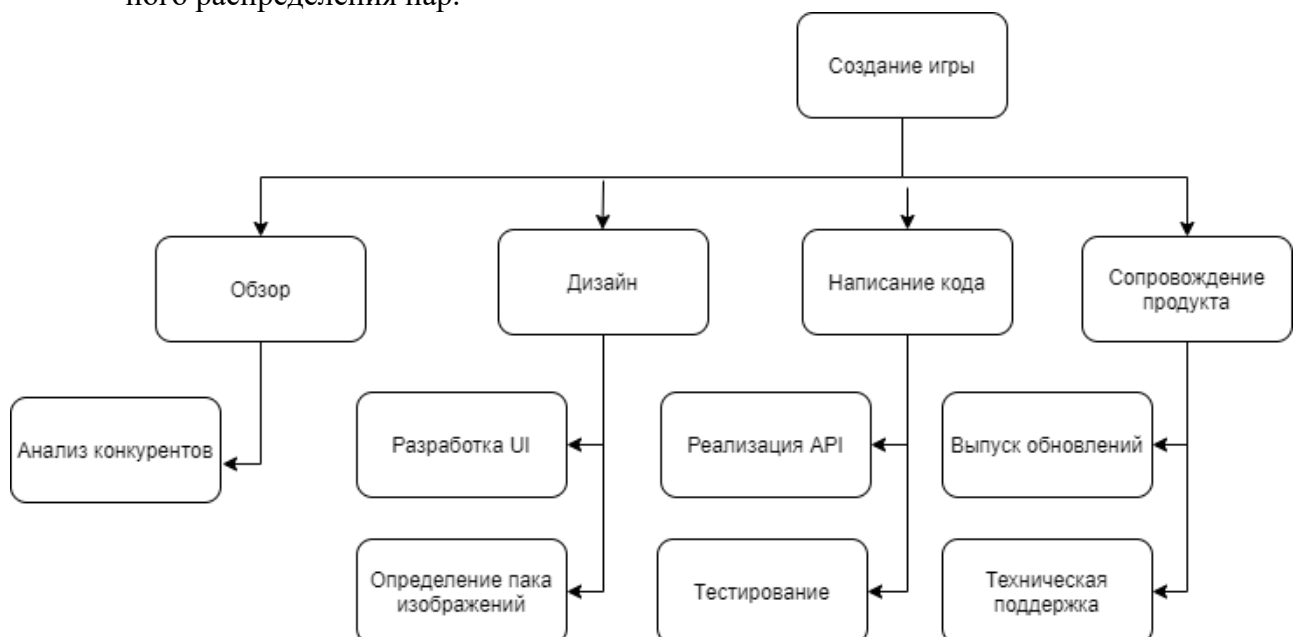 ного распределения пар.
Создание игры
Обзор
Дизайн
Написание кода
Сопровождение
продукта
Анализ конкурентов
Разработка UI
Реализация API
Выпуск обновлений
Определение пака
изображений
Тестирование
Техническая
поддержка